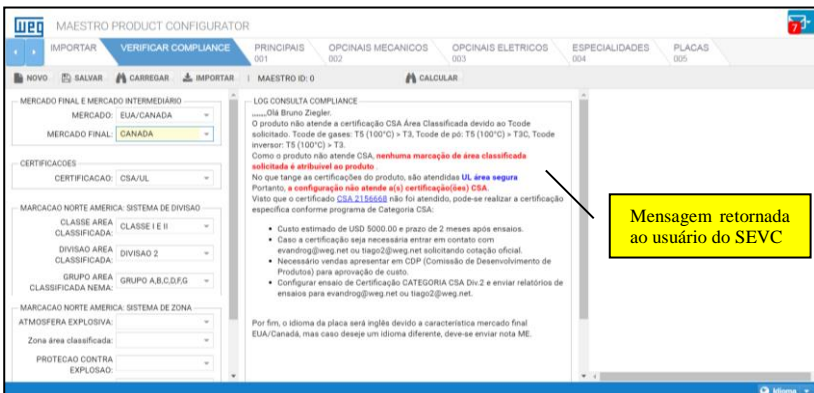 weg MAESTRO PRODUCT CONFIGURATOR
7
IMPORTAR VERIFICAR COMPLIANCE PRINCIPAIS OPCINAIS MECANICOS OPCINAIS ELETRICOS ESPECIALIDADES PLACAS
001 002 003 004 005
NOVO SALVAR CARREGAR IMPORTAR | MAESTRO ID: 0 CALCULAR
MERCADO FINAL E MERCADO INTERMEDIÁRIO
MERCADO: EUA/CANADA
MERCADO FINAL: CANADA
CERTIFICACOES
CERTIFICACAO: CSA/UL
MARCACAO NORTE AMERICA: SISTEMA DE DIVISAO
CLASSE AREA
CLASSIFICADA: CLASSE I E II
DIVISAO AREA
CLASSIFICADA: DIVISAO 2
GRUPO AREA
CLASSIFICADA NEMA: GRUPO A,B,C,D,F,G
MARCACAO NORTE AMERICA: SISTEMA DE ZONA
ATMOSFERA EXPLOSIVA:
Zona área classificada:
PROTECAO CONTRA
EXPLOSAO:
LOG CONSULTA COMPLIANCE
,,,,,,,Olá Bruno Ziegler.
O produto não atende a certificação CSA Área Classificada devido ao Tcode
solicitado. Tcode de gases: T5 (100°C) > T3, Tcode de pó: T5 (100°C) > T3C, Tcode
inversor: T5 (100°C) > T3.
Como o produto não atende CSA, nenhuma marcação de área classificada
solicitada é atribuível ao produto
No que tange as certificações do produto, são atendidas UL área segura
Portanto, a configuração não atende a(s) certificação(ões) CSA.
Visto que o certificado CSA 2156668 não foi atendido, pode-se realizar a certificação
especifica conforme programa de Categoria CSA:
• Custo estimado de USD 5000.00 e prazo de 2 meses após ensaios.
• Caso a certificação seja necessária entrar em contato com
evandrog@weg.net ou tiago2@weg.net solicitando cotação oficial.
• Necessário vendas apresentar em CDP (Comissão de Desenvolvimento de
Produtos) para aprovação de custo.
• Configurar ensaio de Certificação CATEGORIA CSA Div.2 e enviar relatórios de
ensaios para evandrog@weg.net ou tiago2@weg.net.
Por fim, o idioma da placa será inglês devido a característica mercado final
EUA/Canadá, mas caso deseje um idioma diferente, deve-se enviar nota ME.
Mensagem retornada
ao usuário do SEVC
Idioma